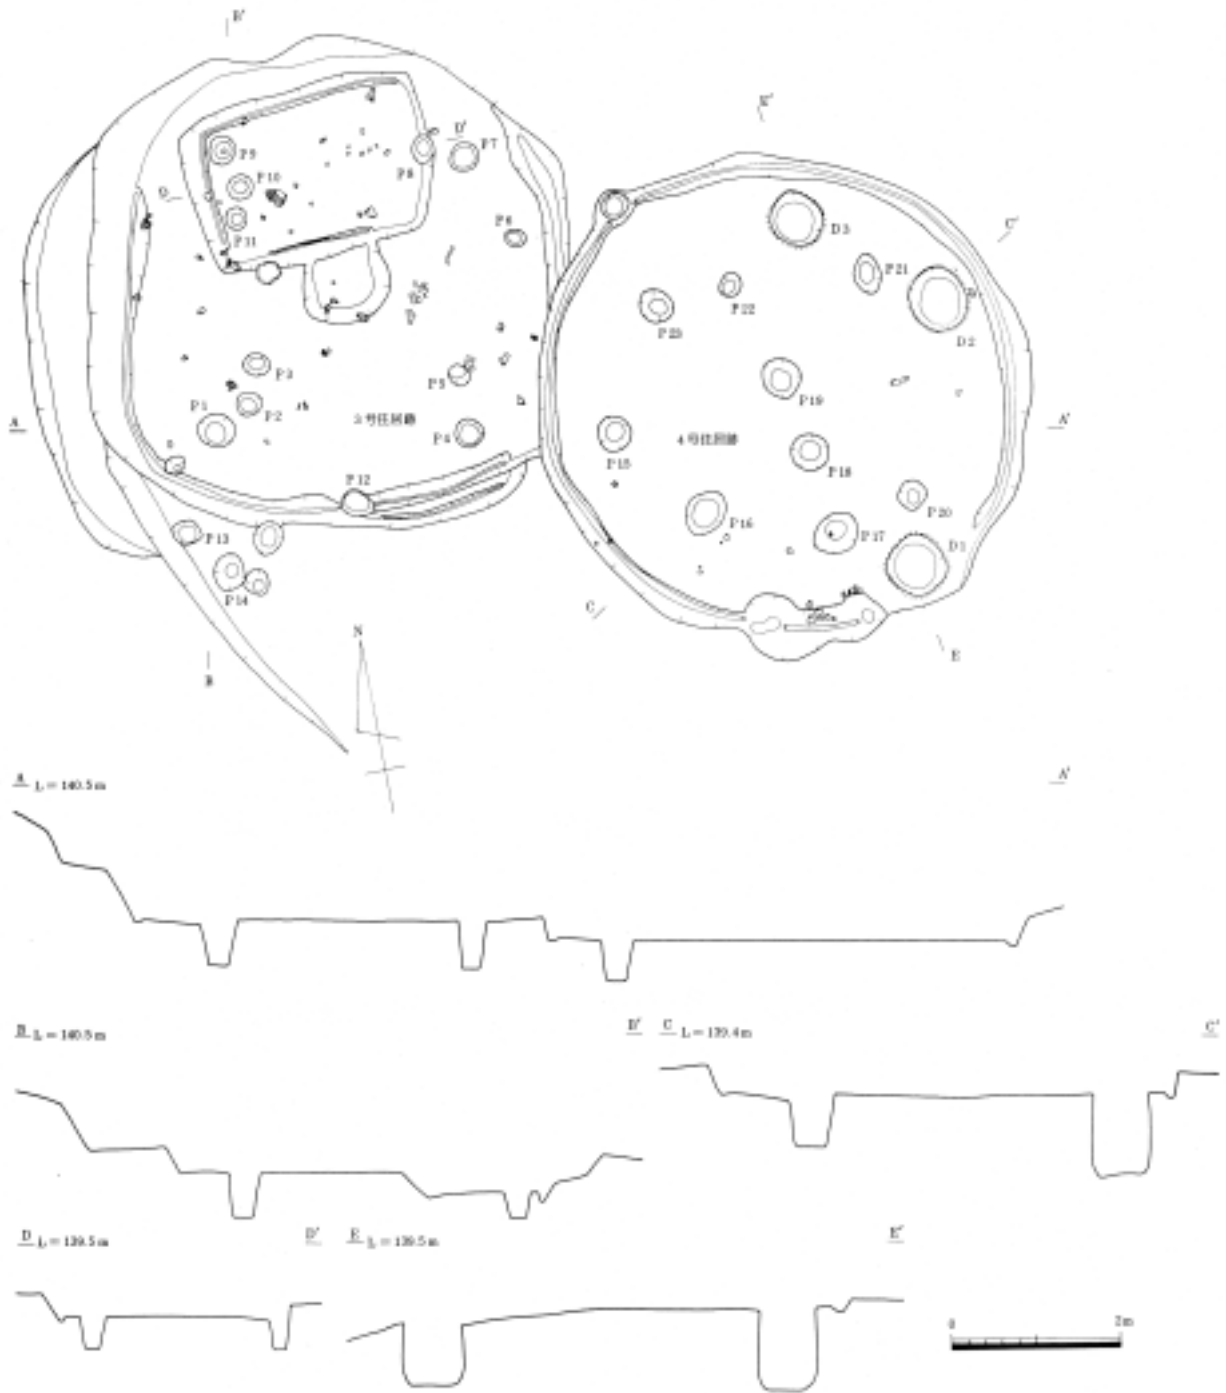 B'
E'
D'
P7
P9
P8
P10
D
P6
P11
C'
D3
P21
P22
P23
D2
P3
P5
P19
P1
P2
A
3号住居跡
P4
A'
4号住居跡
P15
P18
P12
P20
P16
P17
P13
D1
P14
C
E
N
B
A L=140.5m
A'
B L=140.5m
B'
C L=139.4m
C'
D L=139.5m
D'
E L=139.5m
E'
0
2m